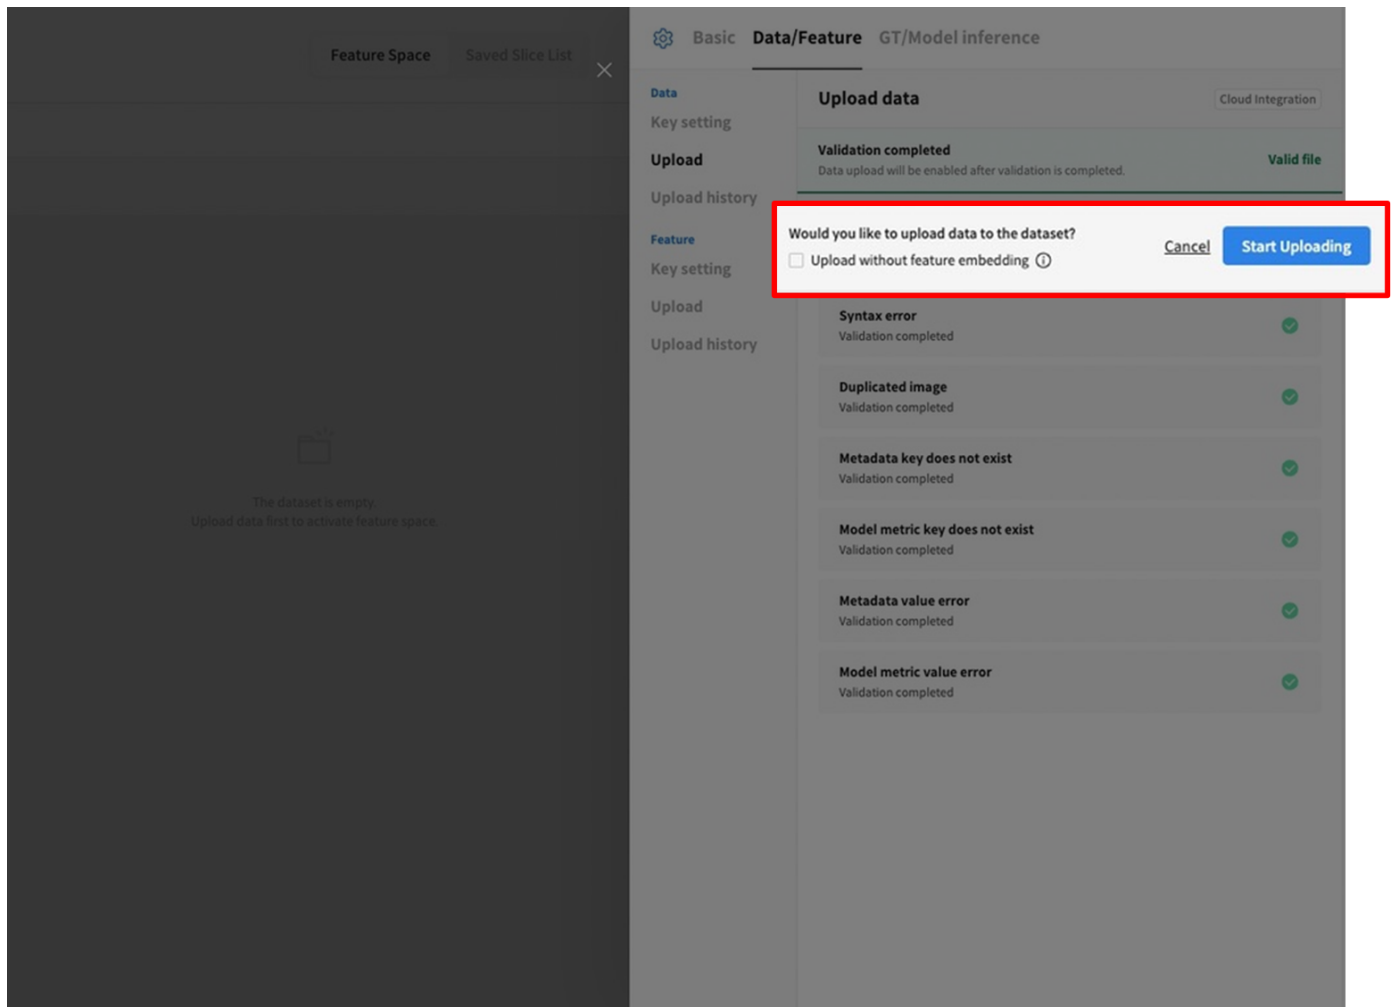 Feature Space
Saved Slice List
Basic
Data/Feature
GT/Model inference
Data
Key setting
Upload
Upload history
Feature
Key setting
Upload
Upload history
Upload data
Cloud Integration
Validation completed
Data upload will be enabled after validation is completed.
Valid file
Would you like to upload data to the dataset?
Upload without feature embedding
Cancel
Start Uploading
Syntax error
Validation completed
Duplicated image
Validation completed
Metadata key does not exist
Validation completed
Model metric key does not exist
Validation completed
Metadata value error
Validation completed
Model metric value error
Validation completed
The dataset is empty.
Upload data first to activate feature space.